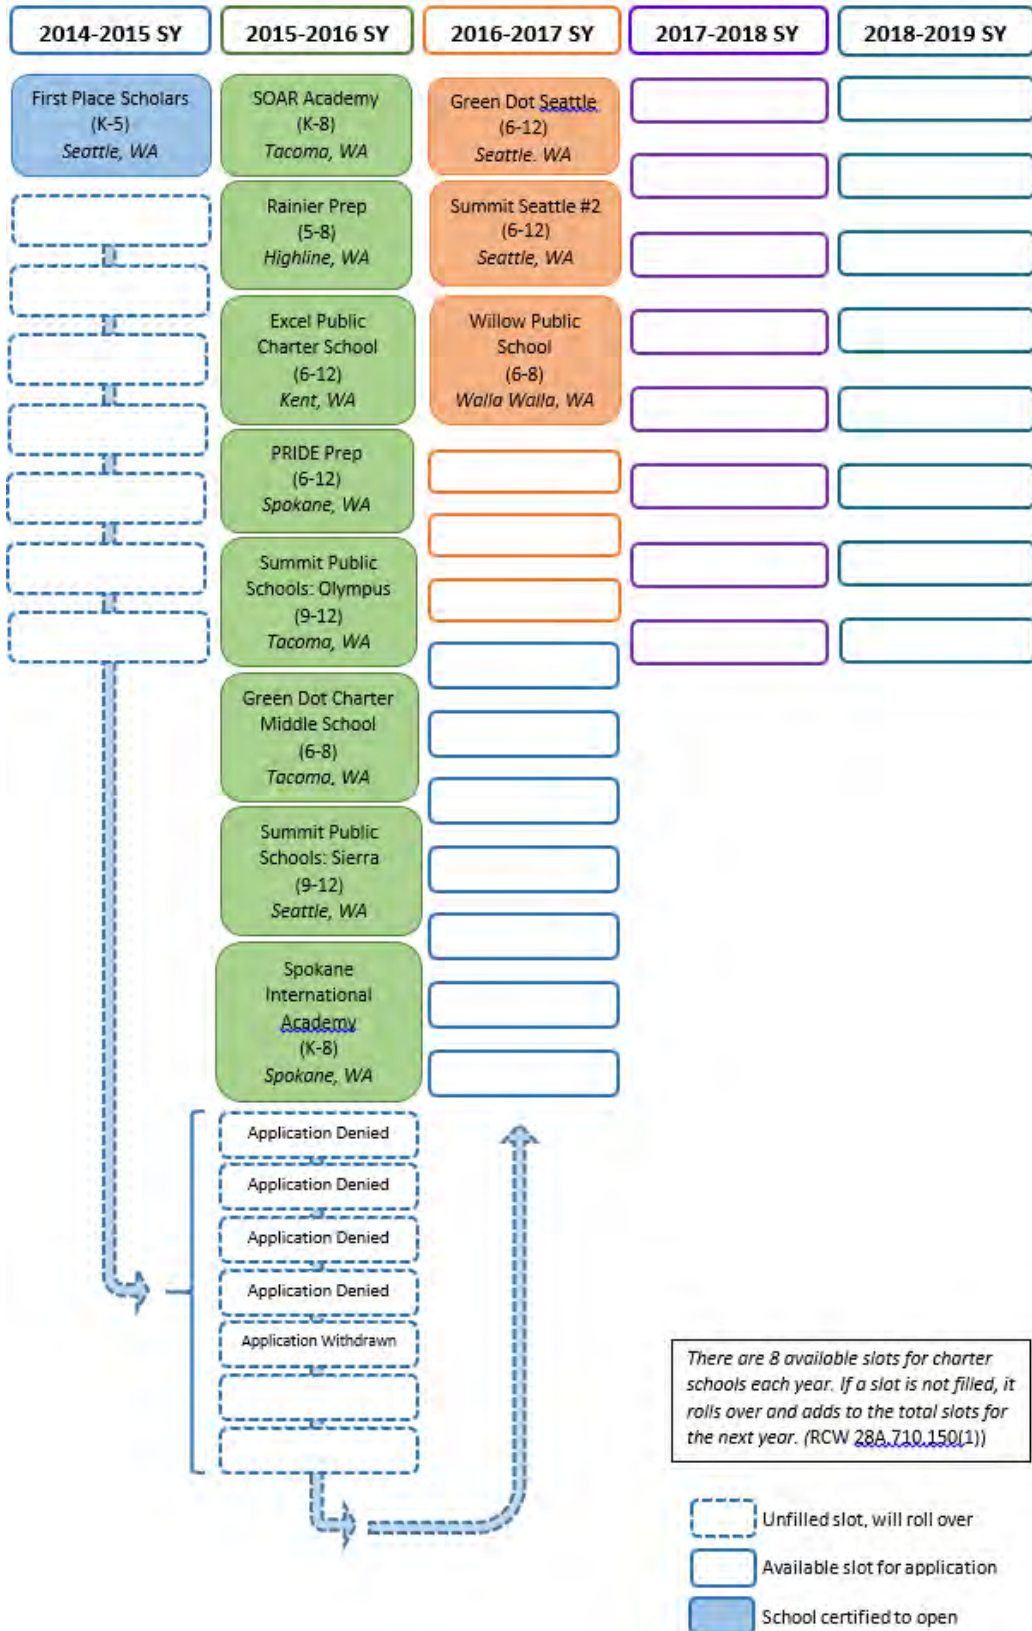 2014-2015 SY
2015-2016 SY
2016-2017 SY
2017-2018 SY
2018-2019 SY
First Place Scholars
(K-5)
Seattle, WA
SOAR Academy
(K-8)
Tacoma, WA
Rainier Prep
(5-8)
Highline, WA
Excel Public
Charter School
(6-12)
Kent, WA
PRIDE Prep
(6-12)
Spokane, WA
Summit Public
Schools: Olympus
(9-12)
Tacoma, WA
Green Dot Charter
Middle School
(6-8)
Tacoma, WA
Summit Public
Schools: Sierra
(9-12)
Seattle, WA
Spokane
International
Academy
(K-8)
Spokane, WA
Application Denied
Application Denied
Application Denied
Application Denied
Application Withdrawn
Green Dot Seattle
(6-12)
Seattle. WA
Summit Seattle #2
(6-12)
Seattle, WA
Willow Public
School
(6-8)
Walla Walla, WA
There are 8 available slots for charter
schools each year. If a slot is not filled, it
rolls over and adds to the total slots for
the next year. (RCW 28A.710.150(1))
Unfilled slot, will roll over
Available slot for application
School certified to open